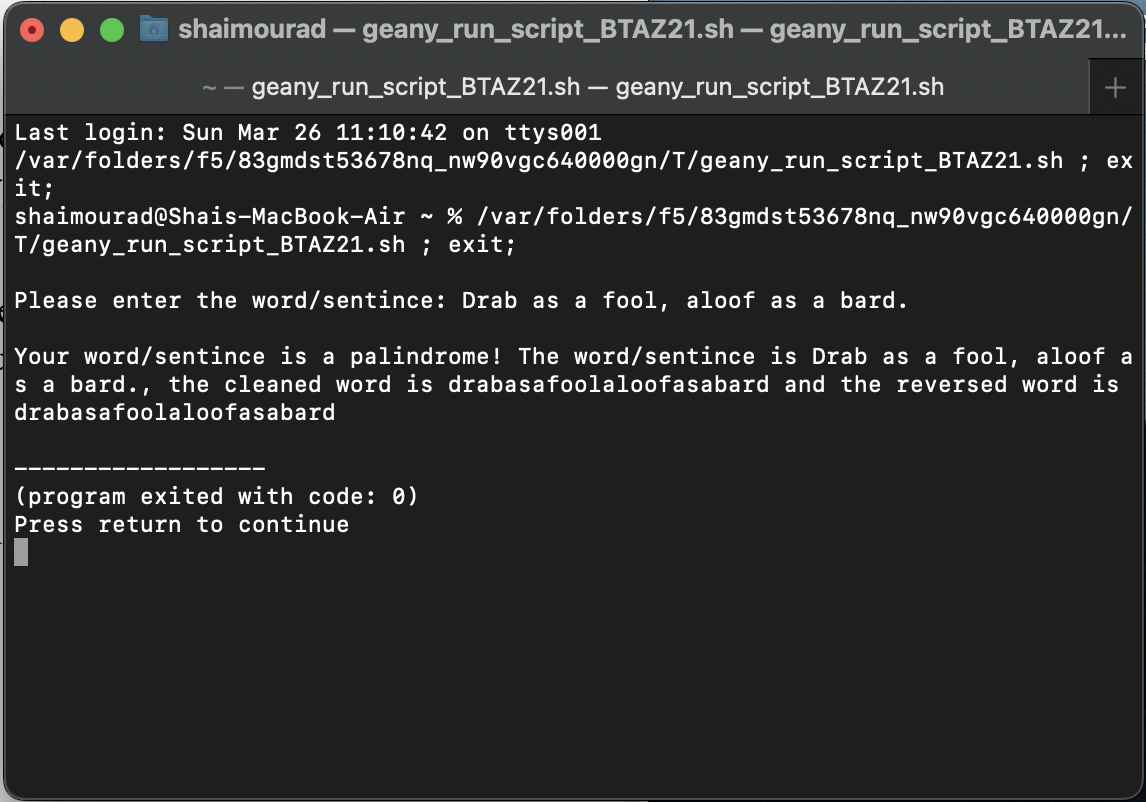 shaimourad — geany_run_script_BTAZ21.sh — geany_run_script_BTAZ21...
~ — geany_run_script_BTAZ21.sh — geany_run_script_BTAZ21.sh
Last login: Sun Mar 26 11:10:42 on ttys001
/var/folders/f5/83gmdst53678nq_nw90vgc640000gn/T/geany_run_script_BTAZ21.sh ; ex
it;
shaimourad@Shais-MacBook-Air ~ % /var/folders/f5/83gmdst53678nq_nw90vgc640000gn/
T/geany_run_script_BTAZ21.sh ; exit;
Please enter the word/sentince: Drab as a fool, aloof as a bard.
Your word/sentince is a palindrome! The word/sentince is Drab as a fool, aloof a
s a bard., the cleaned word is drabasafoolaloofasabard and the reversed word is
drabasafoolaloofasabard
------------------
(program exited with code: 0)
Press return to continue